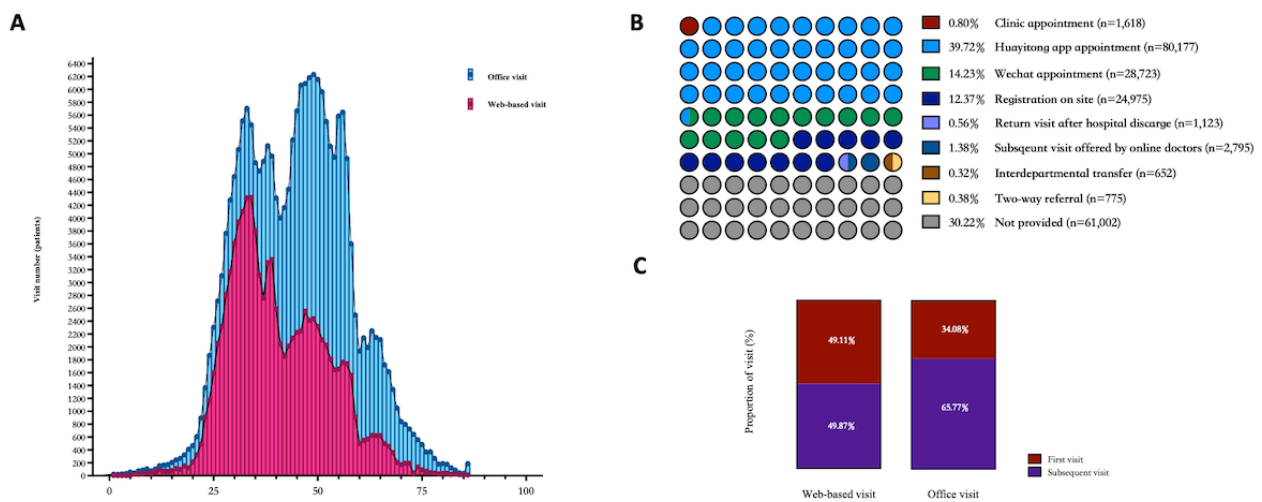 A
Visit number (patients)
6400
6200
6000
5800
5600
5400
5200
5000
4800
4600
4400
4200
4000
3800
3600
3400
3200
3000
2800
2600
2400
2200
2000
1800
1600
1400
1200
1000
800
600
400
200
0
0 25 50 75 100
Office visit
Web-based visit
B
0.80% Clinic appointment (n=1,618)
39.72% Huayitong app appointment (n=80,177)
14.23% Wechat appointment (n=28,723)
12.37% Registration on site (n=24,975)
0.56% Return visit after hospital discarge (n=1,123)
1.38% Subsqeunt visit offered by online doctors (n=2,795)
0.32% Interdepartmental transfer (n=652)
0.38% Two-way referral (n=775)
30.22% Not provided (n=61,002)
C
Proportion of visit (%)
49.11%
49.87%
34.08%
65.77%
Web-based visit
Office visit
First visit
Subsequent visit